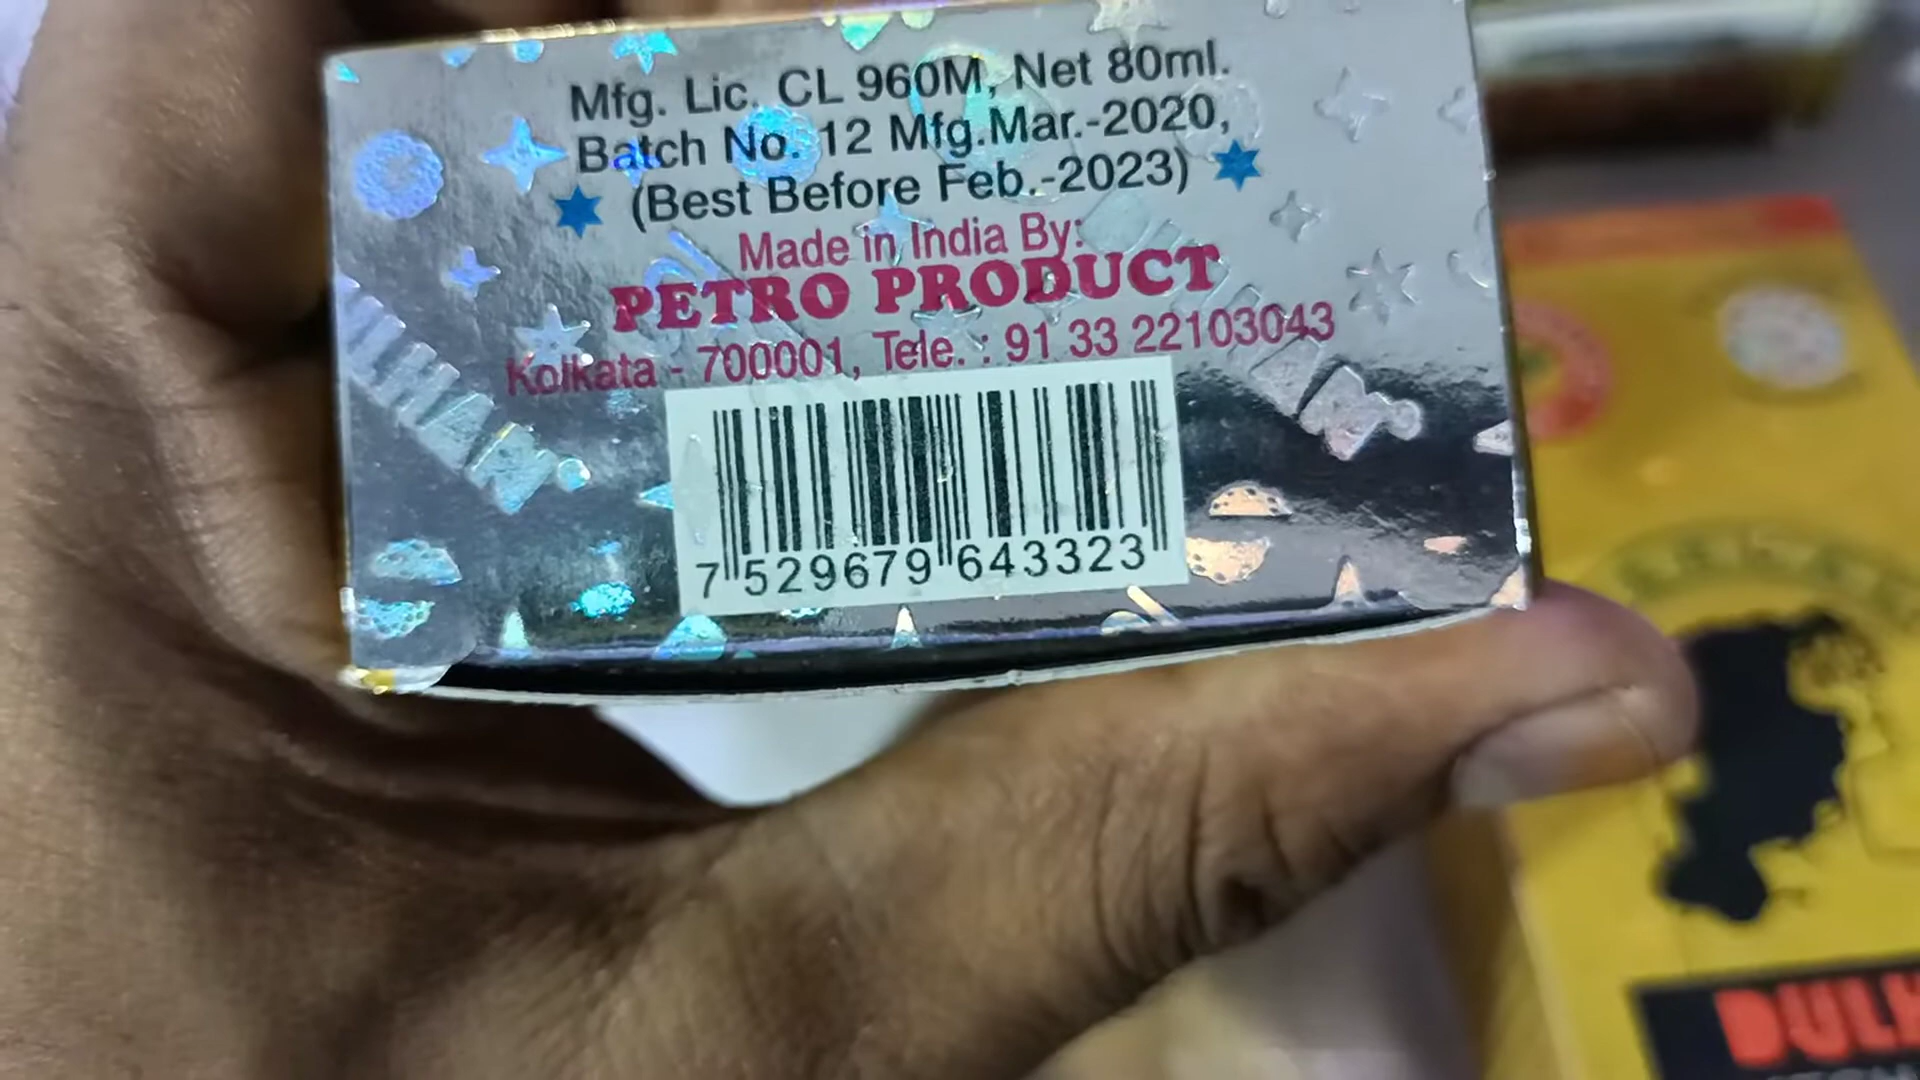 Mfg. Lic. CL 960M, Net 80ml.
Batch No. 12 Mfg.Mar.-2020,
(Best Before Feb.-2023)
Made in India By:
PETRO PRODUCT
Kolkata - 700001, Tele. : 91 33 22103043
7 529679 643323